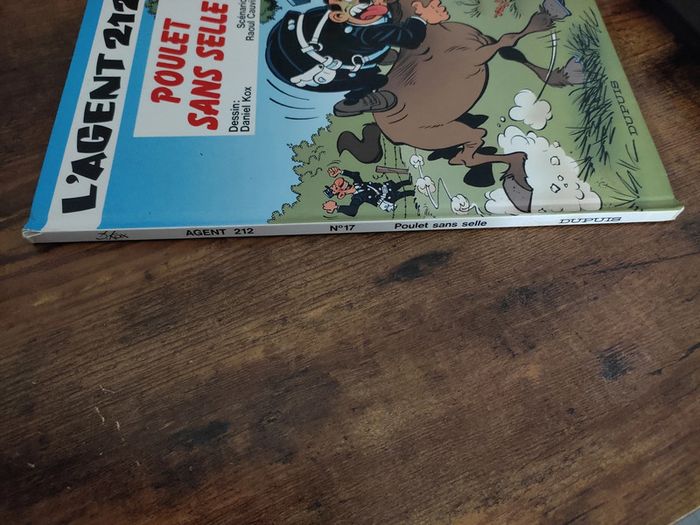 L'AGENT 212
POULET
SANS SELLE
Scénario
Raoul Cauvin
Dessin:
Daniel Kox
DUPUIS
Kox AGENT 212 N°17 Poulet sans selle DUPUIS